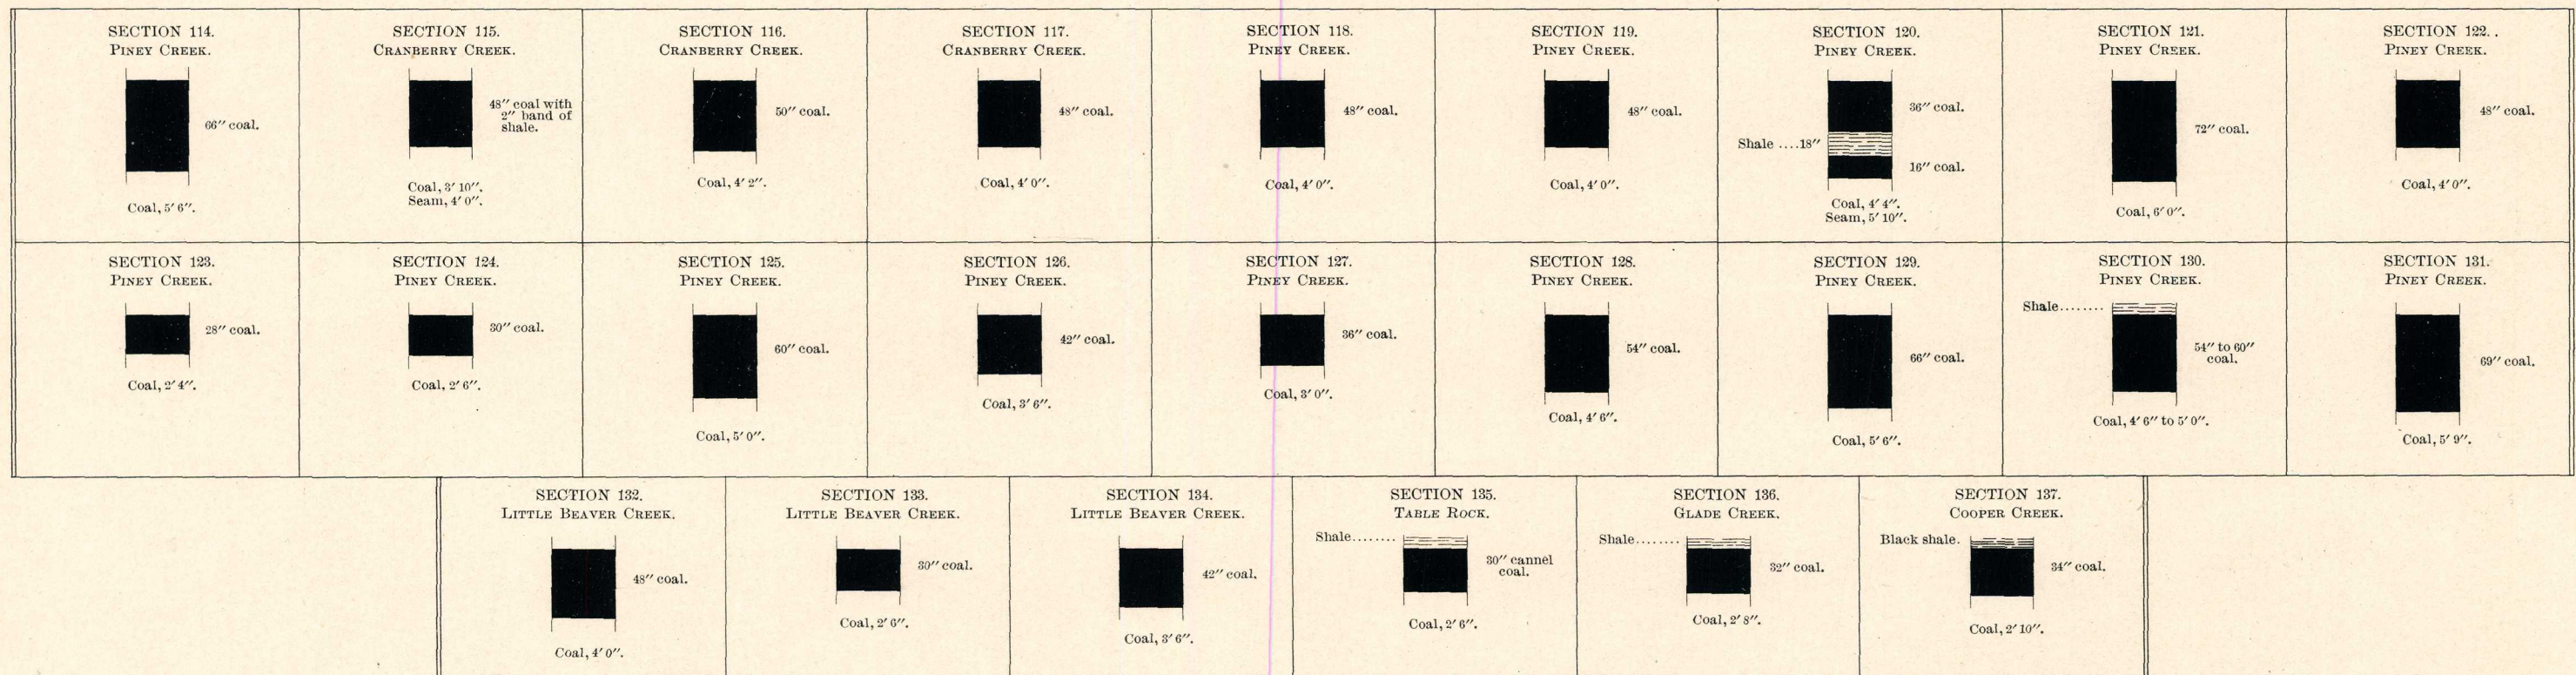 SECTION 114.
PINEY CREEK.
66″ coal.
Coal, 5′ 6″.
SECTION 115.
CRANBERRY CREEK.
48″ coal with
2″ band of
shale.
Coal, 3′ 10″.
Seam, 4′ 0″.
SECTION 116.
CRANBERRY CREEK.
50″ coal.
Coal, 4′ 2″.
SECTION 117.
CRANBERRY CREEK.
48″ coal.
Coal, 4′ 0″.
SECTION 118.
PINEY CREEK.
48″ coal.
Coal, 4′ 0″.
SECTION 119.
PINEY CREEK.
48″ coal.
Coal, 4′ 0″.
SECTION 120.
PINEY CREEK.
36″ coal.
Shale ....18″
16″ coal.
Coal, 4′ 4″.
Seam, 5′ 10″.
SECTION 121.
PINEY CREEK.
72″ coal.
Coal, 6′ 0″.
SECTION 122. .
PINEY CREEK.
48″ coal.
Coal, 4′ 0″.
SECTION 123.
PINEY CREEK.
28″ coal.
Coal, 2′ 4″.
SECTION 124.
PINEY CREEK.
30″ coal.
Coal, 2′ 6″.
SECTION 125.
PINEY CREEK.
60″ coal.
Coal, 5′ 0″.
SECTION 126.
PINEY CREEK.
42″ coal.
Coal, 3′ 6″.
SECTION 127.
PINEY CREEK.
36″ coal.
Coal, 3′ 0″.
SECTION 128.
PINEY CREEK.
54″ coal.
Coal, 4′ 6″.
SECTION 129.
PINEY CREEK.
66″ coal.
Coal, 5′ 6″.
SECTION 130.
PINEY CREEK.
Shale........
54″ to 60″
coal.
Coal, 4′ 6″ to 5′ 0″.
SECTION 131.
PINEY CREEK.
69″ coal.
Coal, 5′ 9″.
SECTION 132.
LITTLE BEAVER CREEK.
48″ coal.
Coal, 4′ 0″.
SECTION 133.
LITTLE BEAVER CREEK.
30″ coal.
Coal, 2′ 6″.
SECTION 134.
LITTLE BEAVER CREEK.
42″ coal.
Coal, 3′ 6″.
SECTION 135.
TABLE ROCK.
Shale........
30″ cannel
coal.
Coal, 2′ 6″.
SECTION 136.
GLADE CREEK.
Shale........
32″ coal.
Coal, 2′ 8″.
SECTION 137.
COOPER CREEK.
Black shale.
34″ coal.
Coal, 2′ 10″.